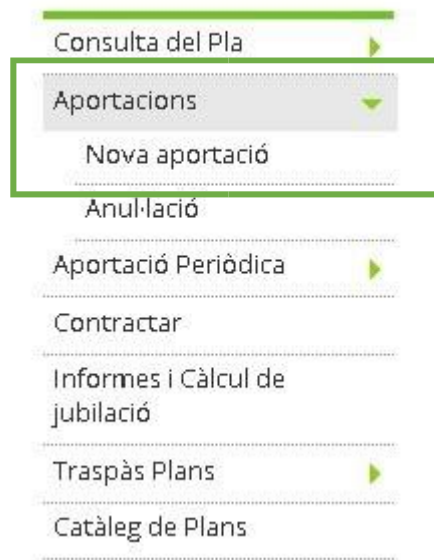 Consulta del Pla
Aportacions
Nova aportació
Anul·lació
Aportació Periòdica
Contractar
Informes i Càlcul de
jubilació
Traspàs Plans
Catàleg de Plans